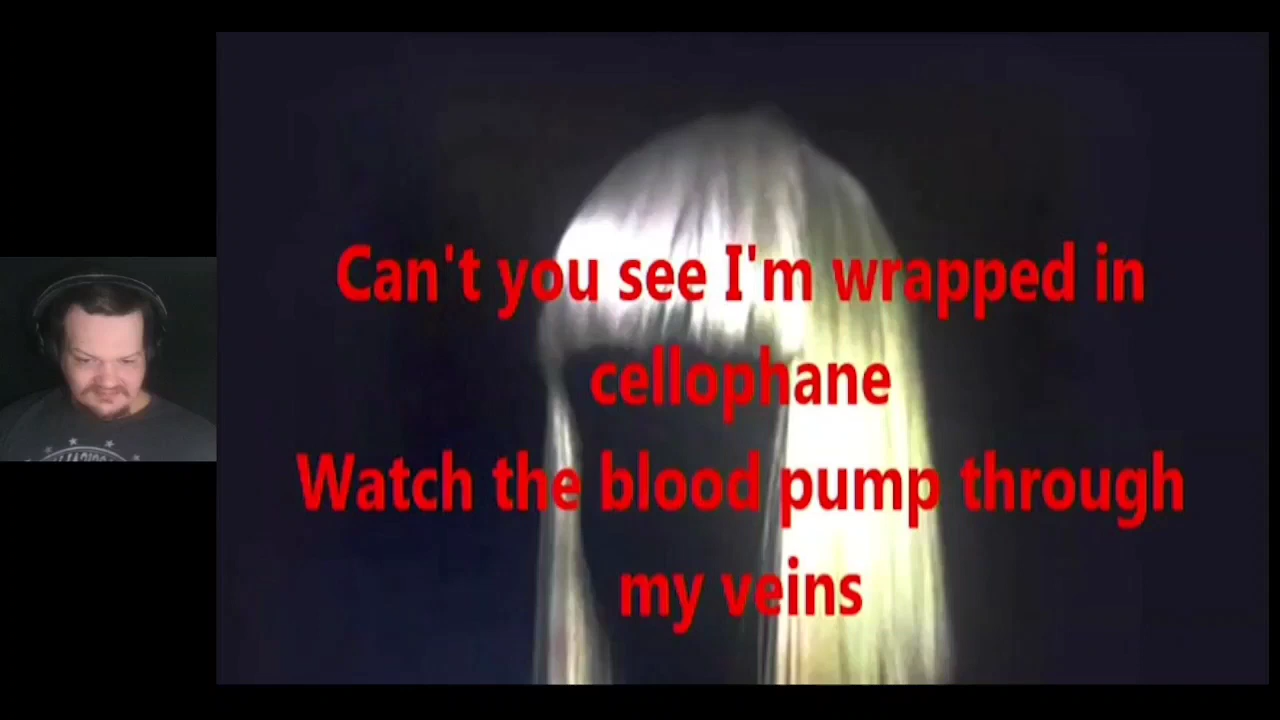 Can't you see I'm wrapped in
cellophane
Watch the blood pump through
my veins